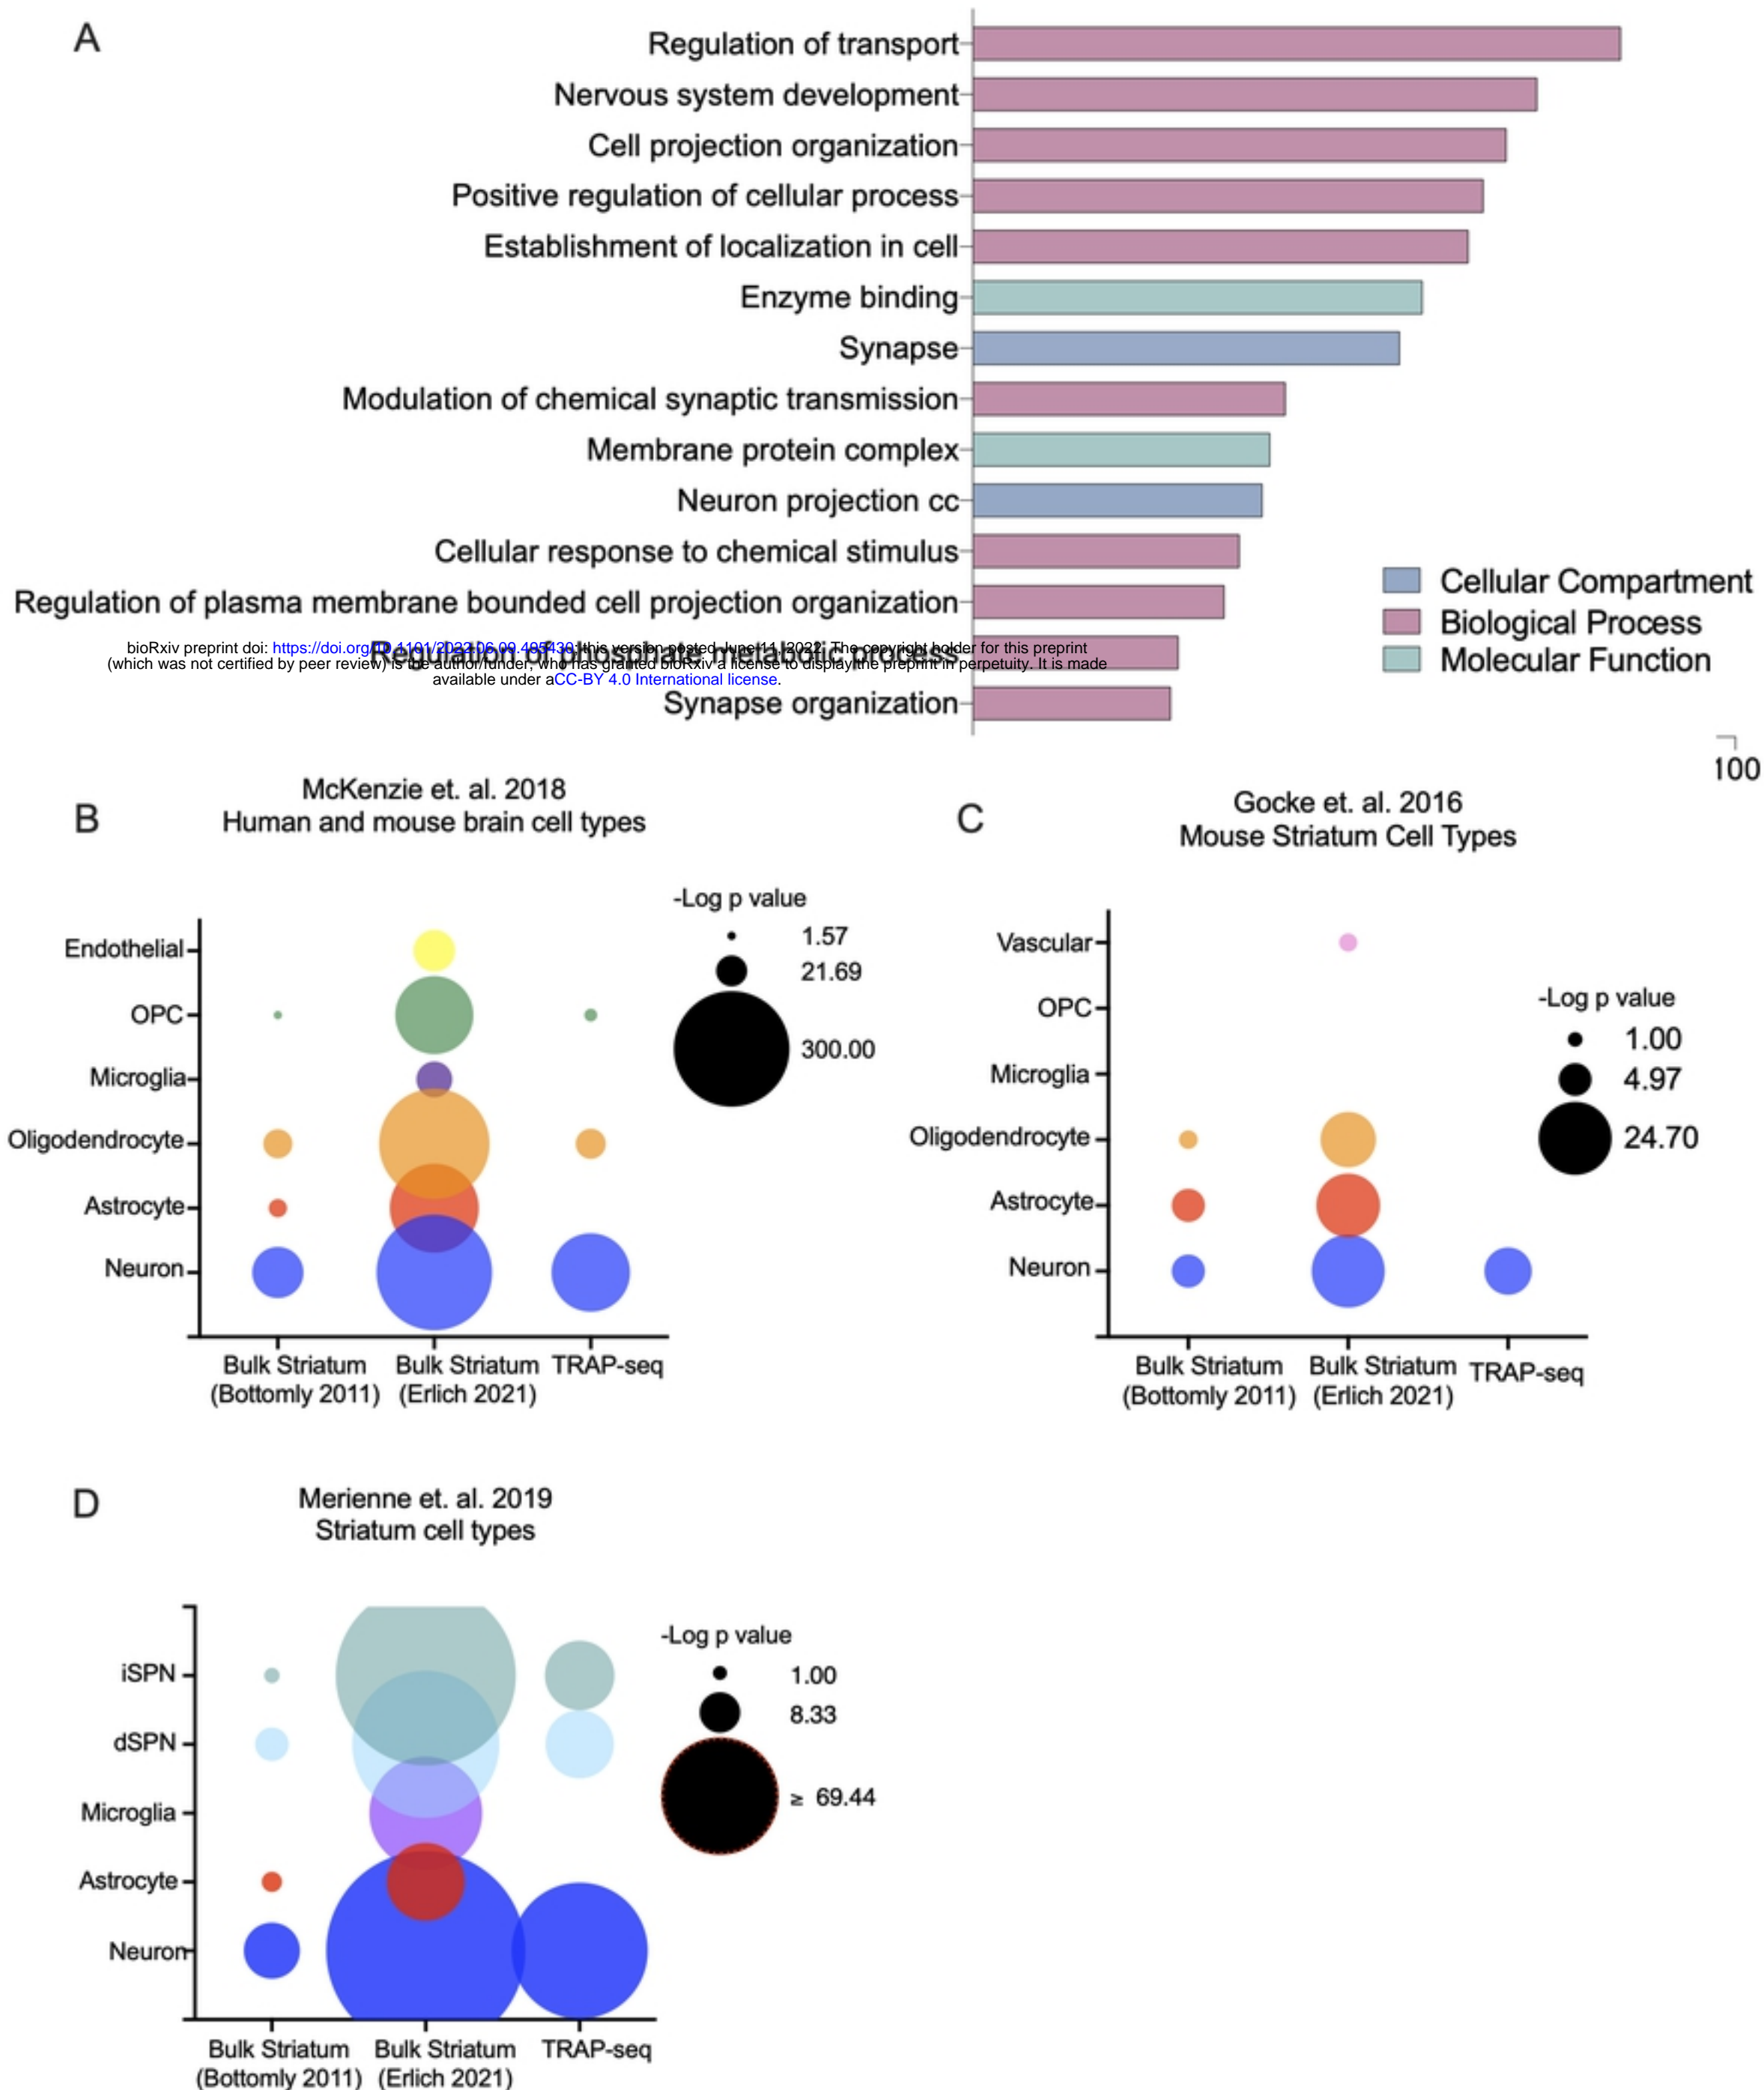 A
Regulation of transport
Nervous system development
Cell projection organization
Positive regulation of cellular process
Establishment of localization in cell
Enzyme binding
Synapse
Modulation of chemical synaptic transmission
Membrane protein complex
Neuron projection cc
Cellular response to chemical stimulus
Regulation of plasma membrane bounded cell projection organization
Regulation of phosphate metabolic process
Synapse organization
bioRxiv preprint doi: https://doi.org/10.1101/2022.06.09.495430; this version posted June 11, 2022. The copyright holder for this preprint
(which was not certified by peer review) is the author/funder, who has granted bioRxiv a license to display the preprint in perpetuity. It is made
available under aCC-BY 4.0 International license.
Cellular Compartment
Biological Process
Molecular Function
100
B
McKenzie et. al. 2018
Human and mouse brain cell types
Endothelial
OPC
Microglia
Oligodendrocyte
Astrocyte
Neuron
Bulk Striatum
(Bottomly 2011)
Bulk Striatum
(Erlich 2021)
TRAP-seq
-Log p value
1.57
21.69
300.00
C
Gocke et. al. 2016
Mouse Striatum Cell Types
Vascular
OPC
Microglia
Oligodendrocyte
Astrocyte
Neuron
Bulk Striatum
(Bottomly 2011)
Bulk Striatum
(Erlich 2021)
TRAP-seq
-Log p value
1.00
4.97
24.70
D
Merienne et. al. 2019
Striatum cell types
iSPN
dSPN
Microglia
Astrocyte
Neuron
Bulk Striatum
(Bottomly 2011)
Bulk Striatum
(Erlich 2021)
TRAP-seq
-Log p value
1.00
8.33
≥ 69.44